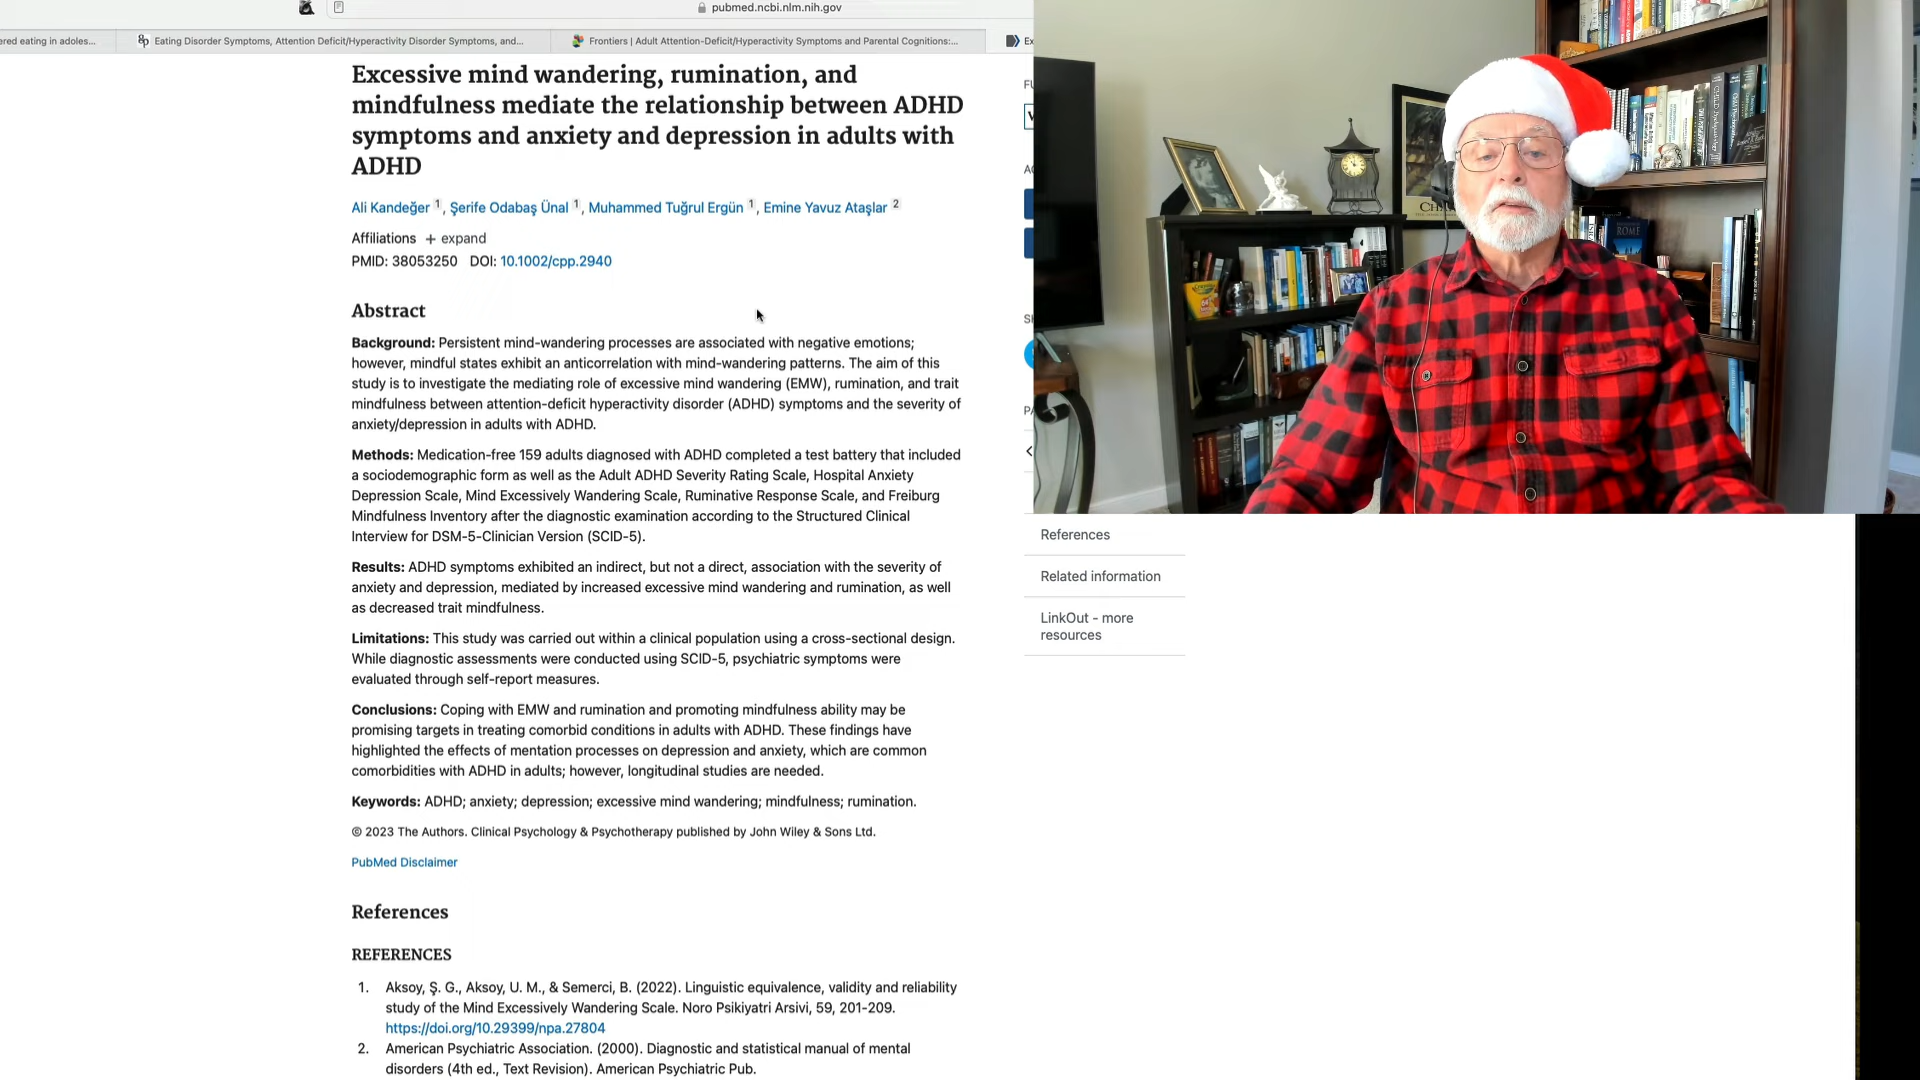 pubmed.ncbi.nlm.nih.gov
ered eating in adoles...
Eating Disorder Symptoms, Attention Deficit/Hyperactivity Disorder Symptoms, and...
Frontiers | Adult Attention-Deficit/Hyperactivity Symptoms and Parental Cognitions:...
Ex
Excessive mind wandering, rumination, and
mindfulness mediate the relationship between ADHD
symptoms and anxiety and depression in adults with
ADHD
Ali Kandeğer 1, Şerife Odabaş Ünal 1, Muhammed Tuğrul Ergün 1, Emine Yavuz Ataşlar 2
Affiliations + expand
PMID: 38053250 DOI: 10.1002/cpp.2940
Abstract
Background: Persistent mind-wandering processes are associated with negative emotions;
however, mindful states exhibit an anticorrelation with mind-wandering patterns. The aim of this
study is to investigate the mediating role of excessive mind wandering (EMW), rumination, and trait
mindfulness between attention-deficit hyperactivity disorder (ADHD) symptoms and the severity of
anxiety/depression in adults with ADHD.
Methods: Medication-free 159 adults diagnosed with ADHD completed a test battery that included
a sociodemographic form as well as the Adult ADHD Severity Rating Scale, Hospital Anxiety
Depression Scale, Mind Excessively Wandering Scale, Ruminative Response Scale, and Freiburg
Mindfulness Inventory after the diagnostic examination according to the Structured Clinical
Interview for DSM-5-Clinician Version (SCID-5).
Results: ADHD symptoms exhibited an indirect, but not a direct, association with the severity of
anxiety and depression, mediated by increased excessive mind wandering and rumination, as well
as decreased trait mindfulness.
Limitations: This study was carried out within a clinical population using a cross-sectional design.
While diagnostic assessments were conducted using SCID-5, psychiatric symptoms were
evaluated through self-report measures.
Conclusions: Coping with EMW and rumination and promoting mindfulness ability may be
promising targets in treating comorbid conditions in adults with ADHD. These findings have
highlighted the effects of mentation processes on depression and anxiety, which are common
comorbidities with ADHD in adults; however, longitudinal studies are needed.
Keywords: ADHD; anxiety; depression; excessive mind wandering; mindfulness; rumination.
© 2023 The Authors. Clinical Psychology & Psychotherapy published by John Wiley & Sons Ltd.
PubMed Disclaimer
References
REFERENCES
1. Aksoy, Ş. G., Aksoy, U. M., & Semerci, B. (2022). Linguistic equivalence, validity and reliability
study of the Mind Excessively Wandering Scale. Noro Psikiyatri Arsivi, 59, 201-209.
https://doi.org/10.29399/npa.27804
2. American Psychiatric Association. (2000). Diagnostic and statistical manual of mental
disorders (4th ed., Text Revision). American Psychiatric Pub.
References
Related information
LinkOut - more
resources
ROME